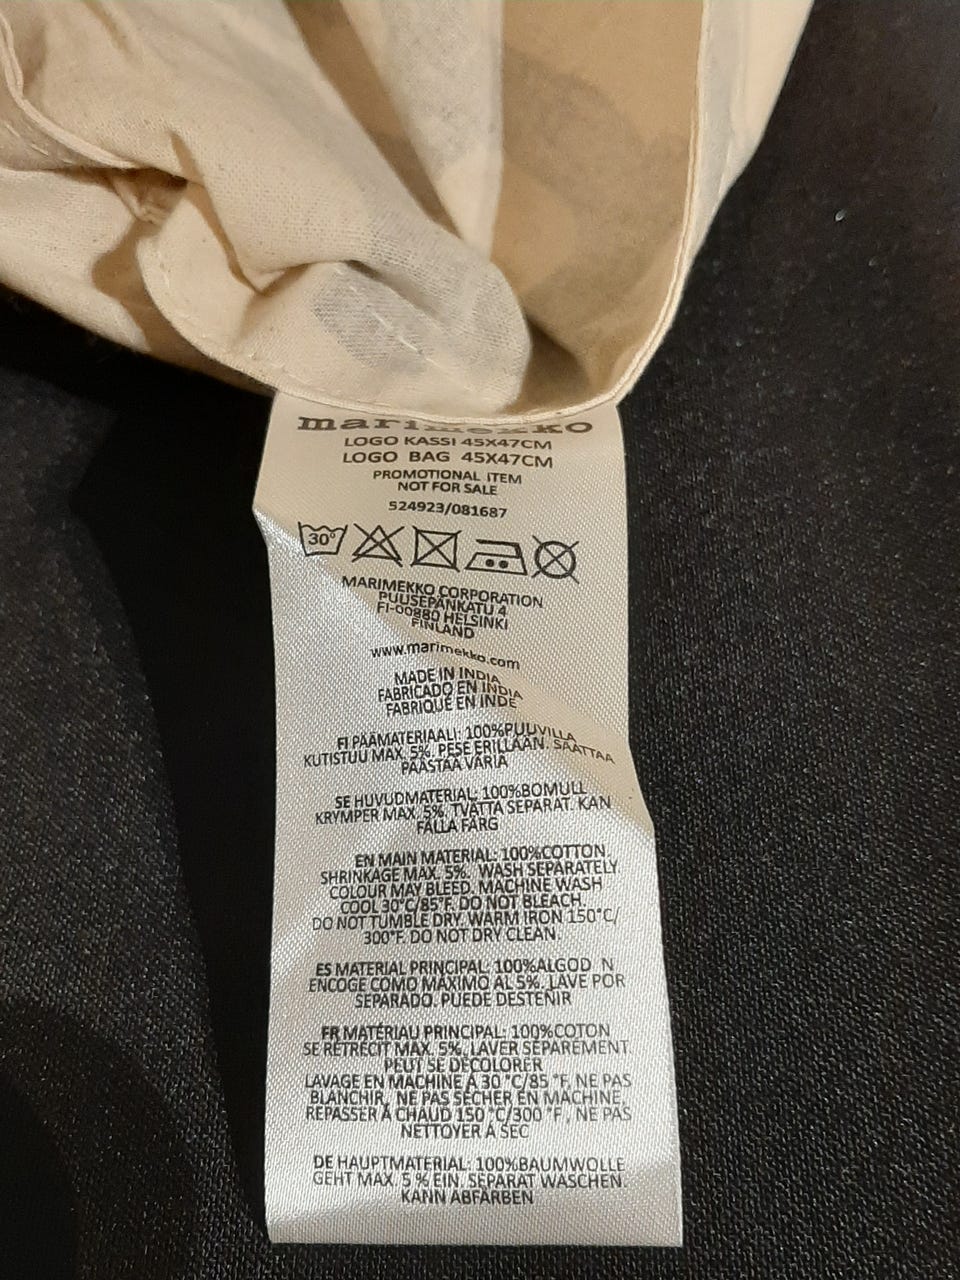 marimekko
LOGO KASSI 45X47CM
LOGO BAG 45X47CM
PROMOTIONAL ITEM
NOT FOR SALE
524923/081687
30°
MARIMEKKO CORPORATION
PUUSEPÄNKATU 4
FI-00880 HELSINKI
FINLAND
www.marimekko.com
MADE IN INDIA
FABRICADO EN INDIA
FABRIQUÉ EN INDE
FI PÄÄMATERIAALI: 100%PUUVILLA
KUTISTUU MAX. 5%. PESE ERILLÄÄN. SAATTAA
PÄÄSTÄÄ VÄRIÄ
SE HUVUDMATERIAL: 100%BOMULL
KRYMPER MAX. 5%. TVÄTTA SEPARAT. KAN
FÄLLA FÄRG
EN MAIN MATERIAL: 100%COTTON
SHRINKAGE MAX. 5%. WASH SEPARATELY.
COLOUR MAY BLEED. MACHINE WASH
COOL 30°C/85°F. DO NOT BLEACH.
DO NOT TUMBLE DRY. WARM IRON 150°C/
300°F. DO NOT DRY CLEAN.
ES MATERIAL PRINCIPAL: 100%ALGOD N
ENCOGE COMO MÁXIMO AL 5%. LAVE POR
SEPARADO. PUEDE DESTEÑIR
FR MATÉRIAU PRINCIPAL: 100%COTON
SE RÉTRÉCIT MAX. 5%. LAVER SÉPARÉMENT.
PEUT SE DÉCOLORER
LAVAGE EN MACHINE À 30 °C/85 °F, NE PAS
BLANCHIR, NE PAS SÉCHER EN MACHINE,
REPASSER À CHAUD 150 °C/300 °F, NE PAS
NETTOYER À SEC
DE HAUPTMATERIAL: 100%BAUMWOLLE
GEHT MAX. 5 % EIN. SEPARAT WASCHEN.
KANN ABFÄRBEN